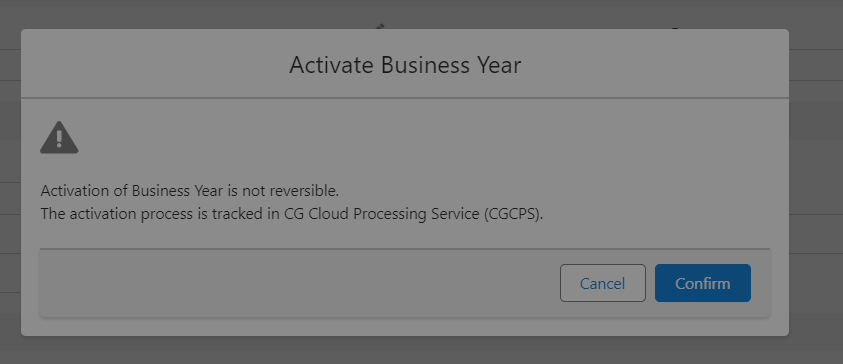 Activate Business Year
Activation of Business Year is not reversible.
The activation process is tracked in CG Cloud Processing Service (CGCPS).
Cancel
Confirm